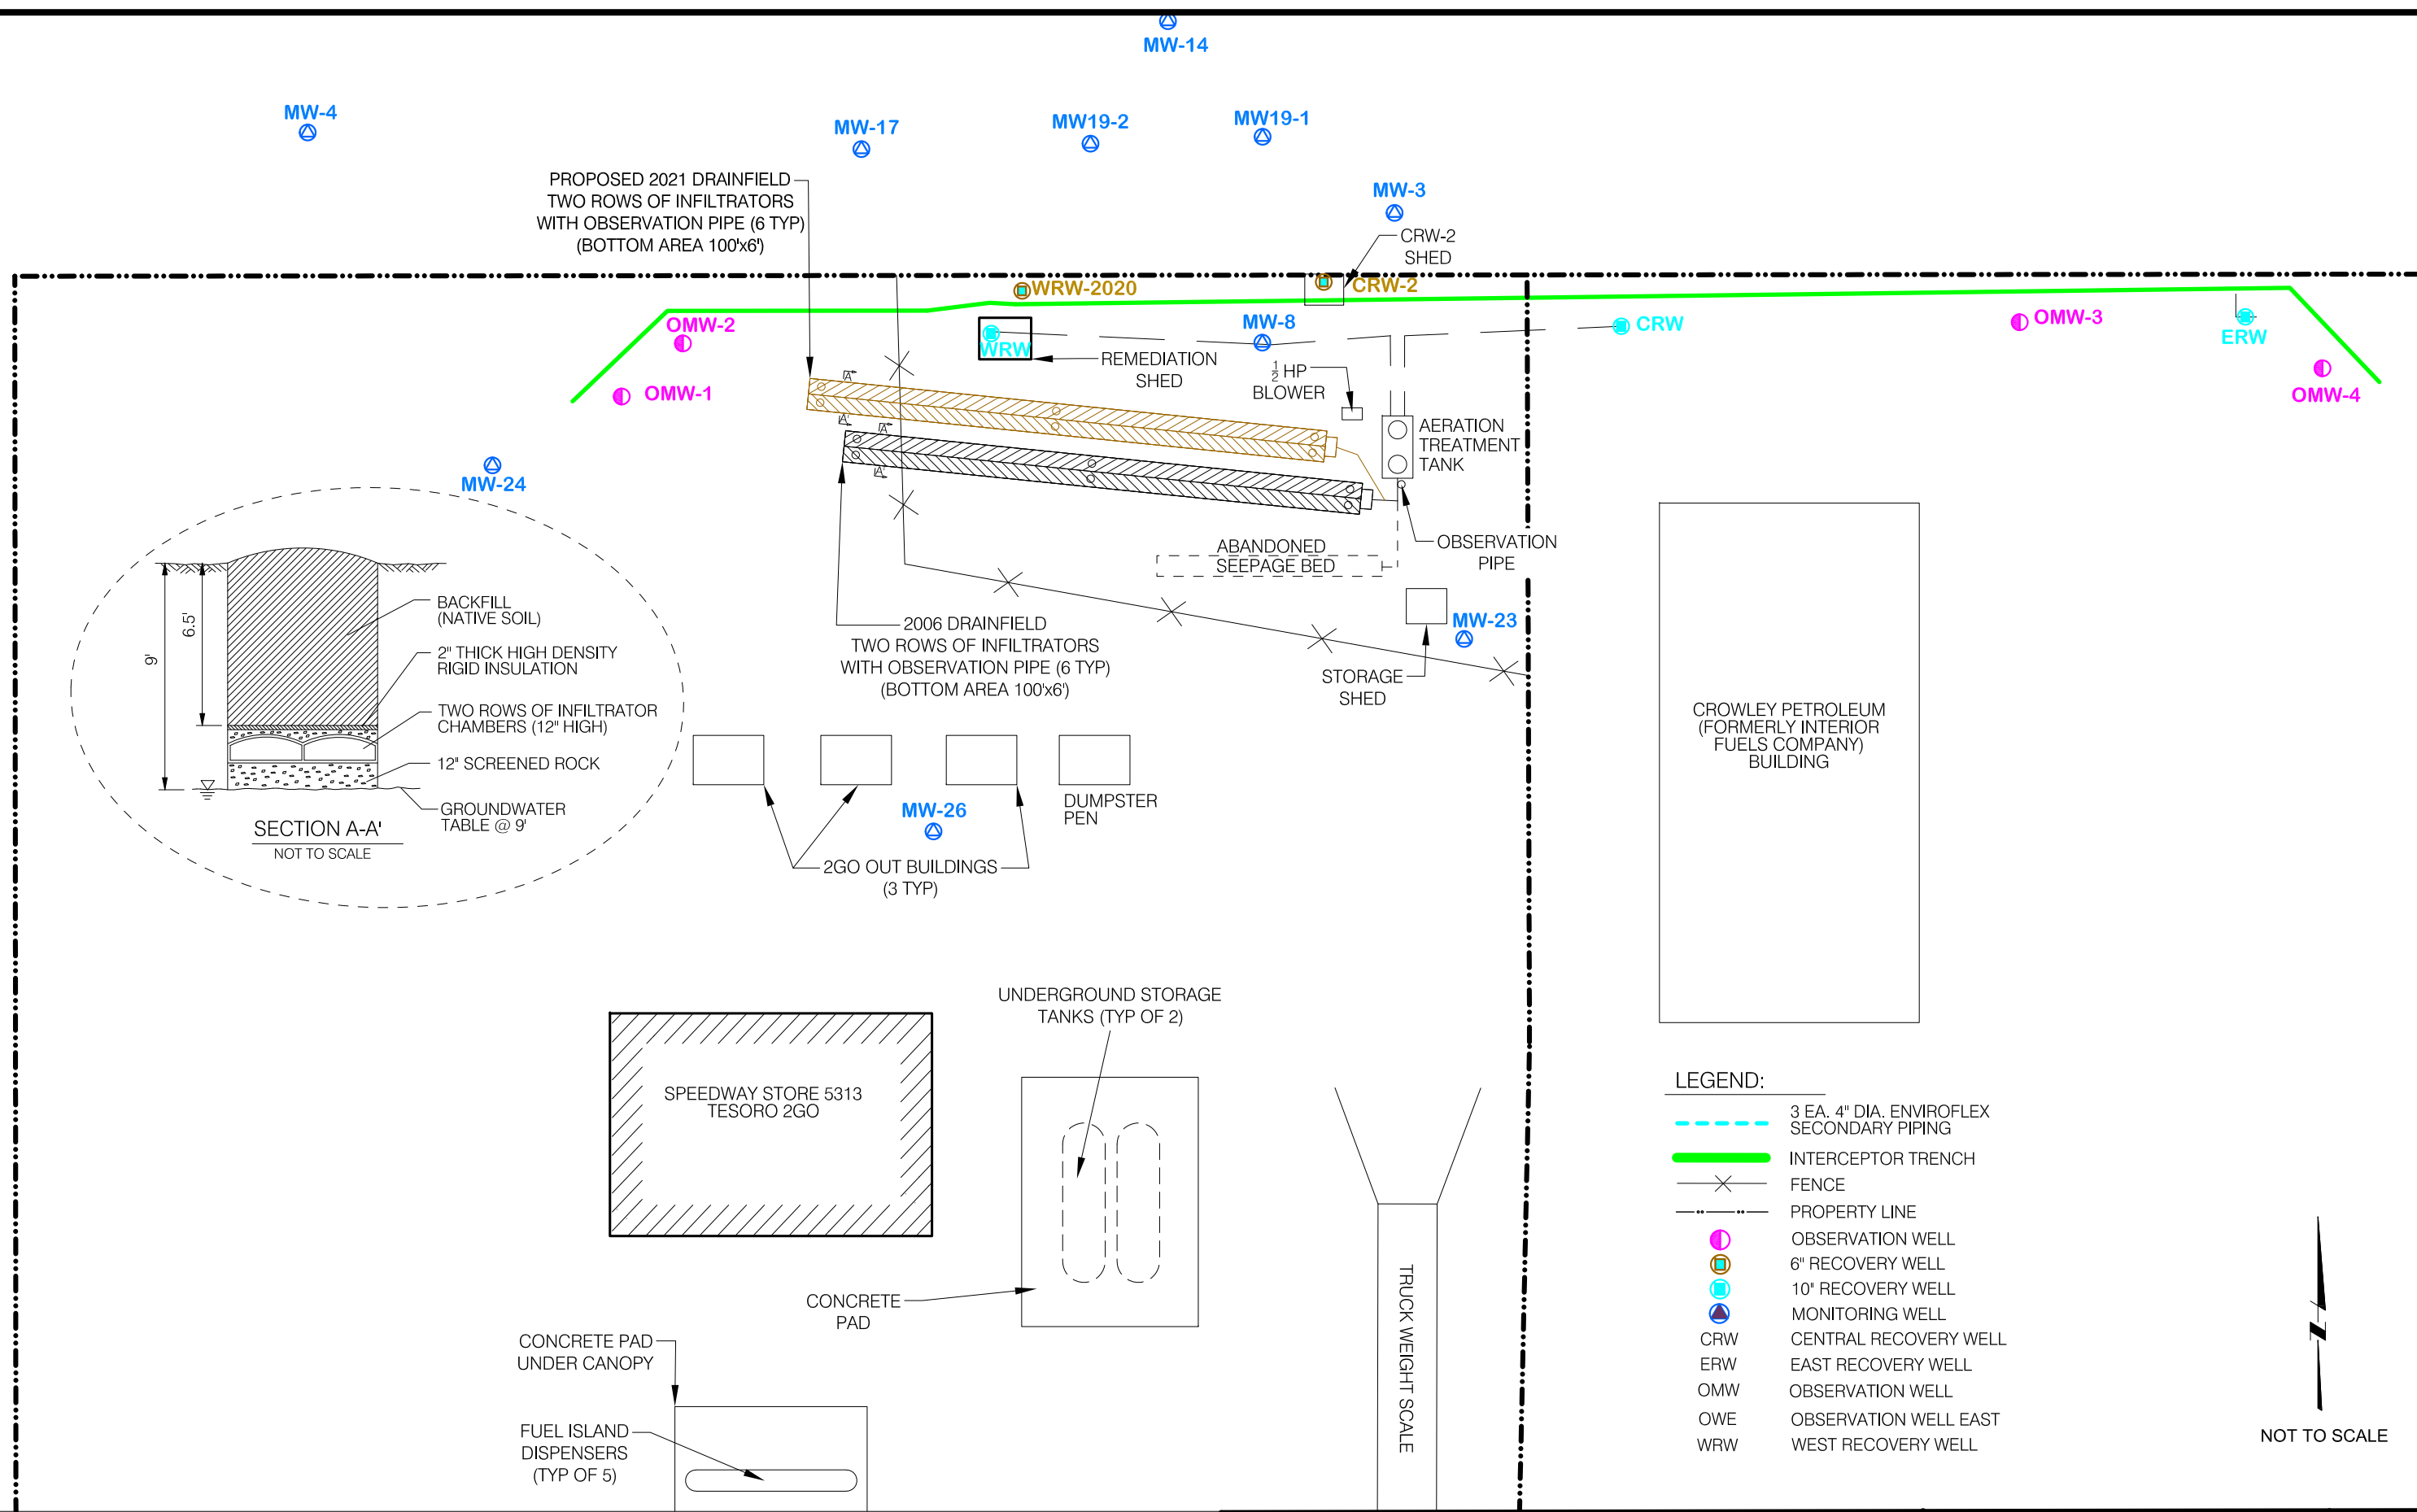 MW-14
MW-4
MW-17
MW19-2
MW19-1
MW-3
PROPOSED 2021 DRAINFIELD
TWO ROWS OF INFILTRATORS
WITH OBSERVATION PIPE (6 TYP)
(BOTTOM AREA 100'x6')
CRW-2
SHED
WRW-2020
CRW-2
OMW-2
WRW
MW-8
CRW
OMW-3
ERW
REMEDIATION
SHED
1/2 HP
BLOWER
OMW-1
OMW-4
A
A'
A
A'
AERATION
TREATMENT
TANK
MW-24
OBSERVATION
PIPE
ABANDONED
SEEPAGE BED
9'
6.5'
BACKFILL
(NATIVE SOIL)
2" THICK HIGH DENSITY
RIGID INSULATION
TWO ROWS OF INFILTRATOR
CHAMBERS (12" HIGH)
12" SCREENED ROCK
GROUNDWATER
TABLE @ 9'
SECTION A-A'
NOT TO SCALE
2006 DRAINFIELD
TWO ROWS OF INFILTRATORS
WITH OBSERVATION PIPE (6 TYP)
(BOTTOM AREA 100'x6')
MW-23
STORAGE
SHED
CROWLEY PETROLEUM
(FORMERLY INTERIOR
FUELS COMPANY)
BUILDING
DUMPSTER
PEN
MW-26
2GO OUT BUILDINGS
(3 TYP)
UNDERGROUND STORAGE
TANKS (TYP OF 2)
SPEEDWAY STORE 5313
TESORO 2GO
CONCRETE
PAD
CONCRETE PAD
UNDER CANOPY
FUEL ISLAND
DISPENSERS
(TYP OF 5)
TRUCK WEIGHT SCALE
LEGEND:
3 EA. 4" DIA. ENVIROFLEX
SECONDARY PIPING
INTERCEPTOR TRENCH
FENCE
PROPERTY LINE
OBSERVATION WELL
6" RECOVERY WELL
10" RECOVERY WELL
MONITORING WELL
CRW CENTRAL RECOVERY WELL
ERW EAST RECOVERY WELL
OMW OBSERVATION WELL
OWE OBSERVATION WELL EAST
WRW WEST RECOVERY WELL
N
NOT TO SCALE